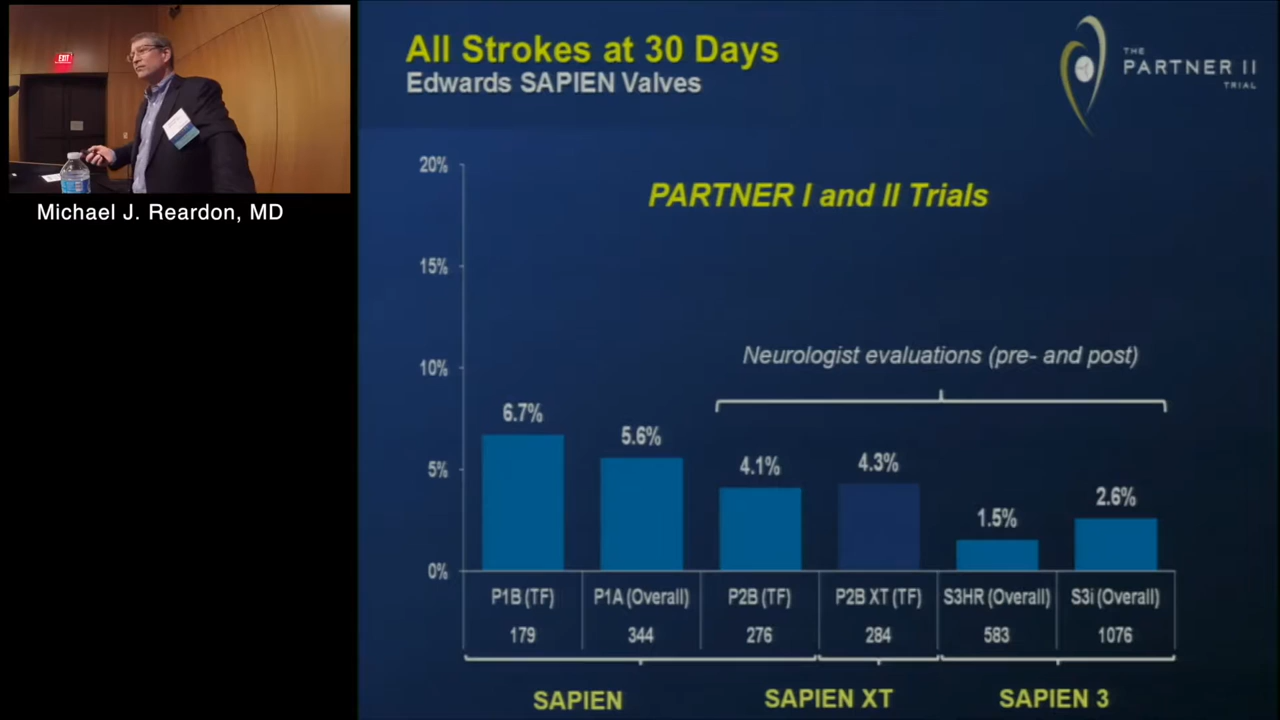 EXIT
Michael J. Reardon, MD
All Strokes at 30 Days
Edwards SAPIEN Valves
THE
PARTNER II
TRIAL
PARTNER I and II Trials
20%
15%
10%
5%
0%
Neurologist evaluations (pre- and post)
6.7%
5.6%
4.1%
4.3%
1.5%
2.6%
P1B (TF) P1A (Overall) P2B (TF) P2B XT (TF) S3HR (Overall) S3i (Overall)
179 344 276 284 583 1076
SAPIEN SAPIEN XT SAPIEN 3